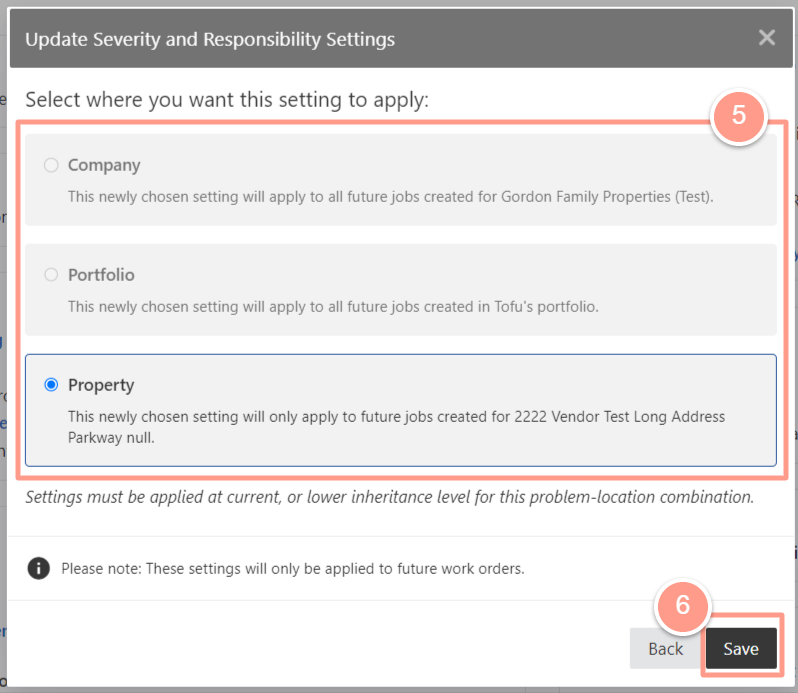 Update Severity and Responsibility Settings
Select where you want this setting to apply:
5
Company
This newly chosen setting will apply to all future jobs created for Gordon Family Properties (Test).
Portfolio
This newly chosen setting will apply to all future jobs created in Tofu's portfolio.
Property
This newly chosen setting will only apply to future jobs created for 2222 Vendor Test Long Address
Parkway null.
Settings must be applied at current, or lower inheritance level for this problem-location combination.
Please note: These settings will only be applied to future work orders.
6
Back
Save